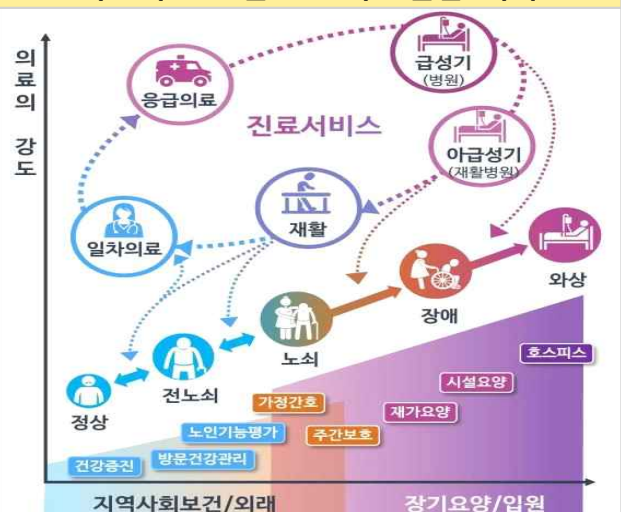 의료의 강도
급성기
(병원)
응급의료
진료서비스
아급성기
(재활병원)
재활
일차의료
와상
장애
노쇠
호스피스
전노쇠
시설요양
가정간호
재가요양
정상
노인기능평가
주간보호
건강증진
방문건강관리
지역사회보건/외래
장기요양/입원